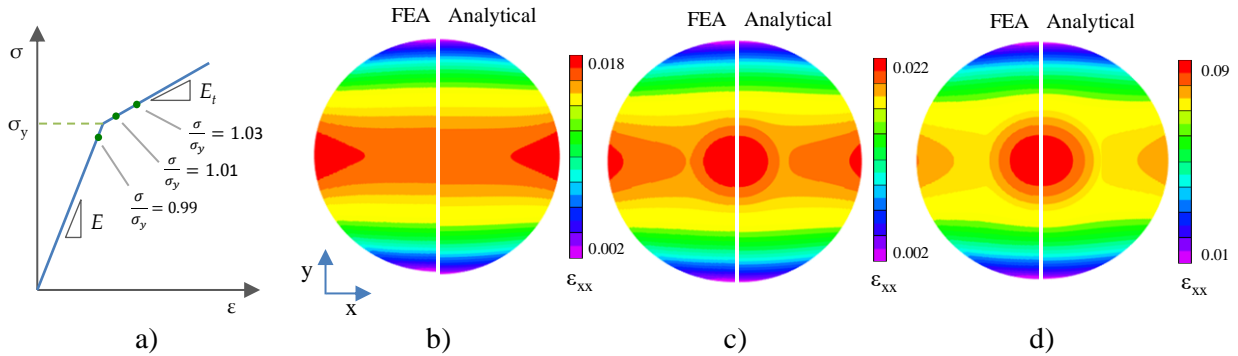 σ
σy
Et
σ/σy = 1.03
σ/σy = 1.01
σ/σy = 0.99
E
ε
a)
FEA Analytical
0.018
0.002
εxx
y
x
b)
FEA Analytical
0.022
0.002
εxx
c)
FEA Analytical
0.09
0.01
εxx
d)